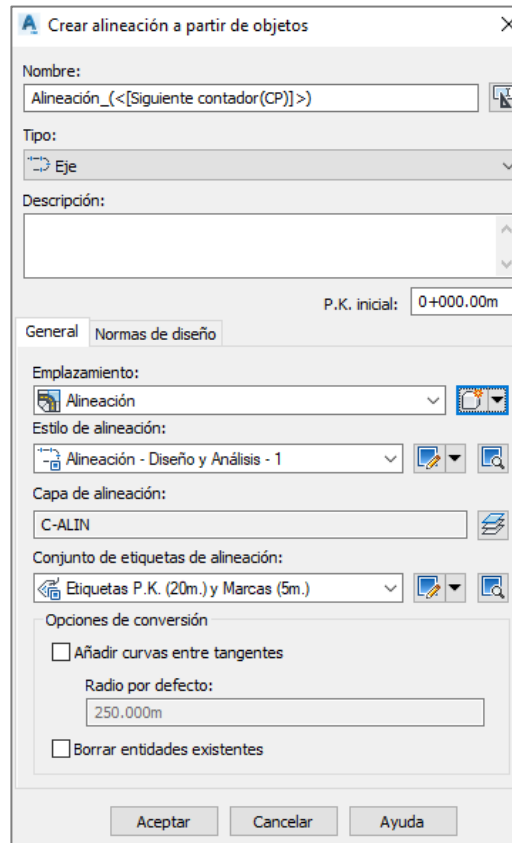 Crear alineación a partir de objetos
Nombre:
Alineación_(<[Siguiente contador(CP)]>)
Tipo:
Eje
Descripción:
P.K. inicial: 0+000.00m
General Normas de diseño
Emplazamiento:
Alineación
Estilo de alineación:
Alineación - Diseño y Análisis - 1
Capa de alineación:
C-ALIN
Conjunto de etiquetas de alineación:
Etiquetas P.K. (20m.) y Marcas (5m.)
Opciones de conversión
Añadir curvas entre tangentes
Radio por defecto:
250.000m
Borrar entidades existentes
Aceptar Cancelar Ayuda